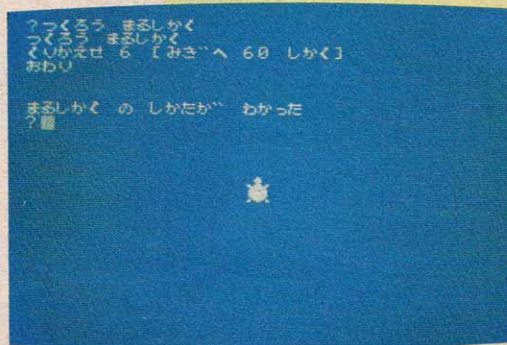 ?つくろう まるしかく
つくろう まるしかく
くりかえせ 6 [みぎ゛へ 60 しかく]
おわり
まるしかく の しかたが゛ わかった
?